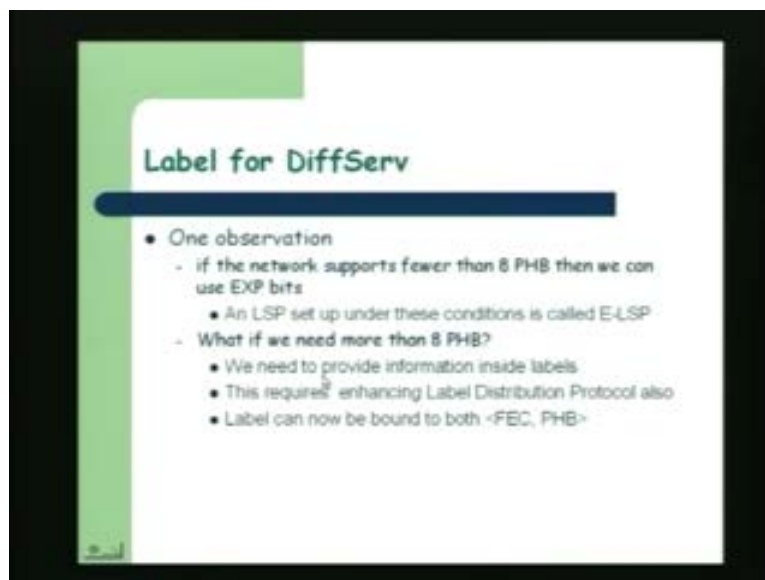 Label for DiffServ
• One observation
- if the network supports fewer than 8 PHB then we can
use EXP bits
• An LSP set up under these conditions is called E-LSP
- What if we need more than 8 PHB?
• We need to provide information inside labels
• This requires enhancing Label Distribution Protocol also
• Label can now be bound to both <FEC, PHB>